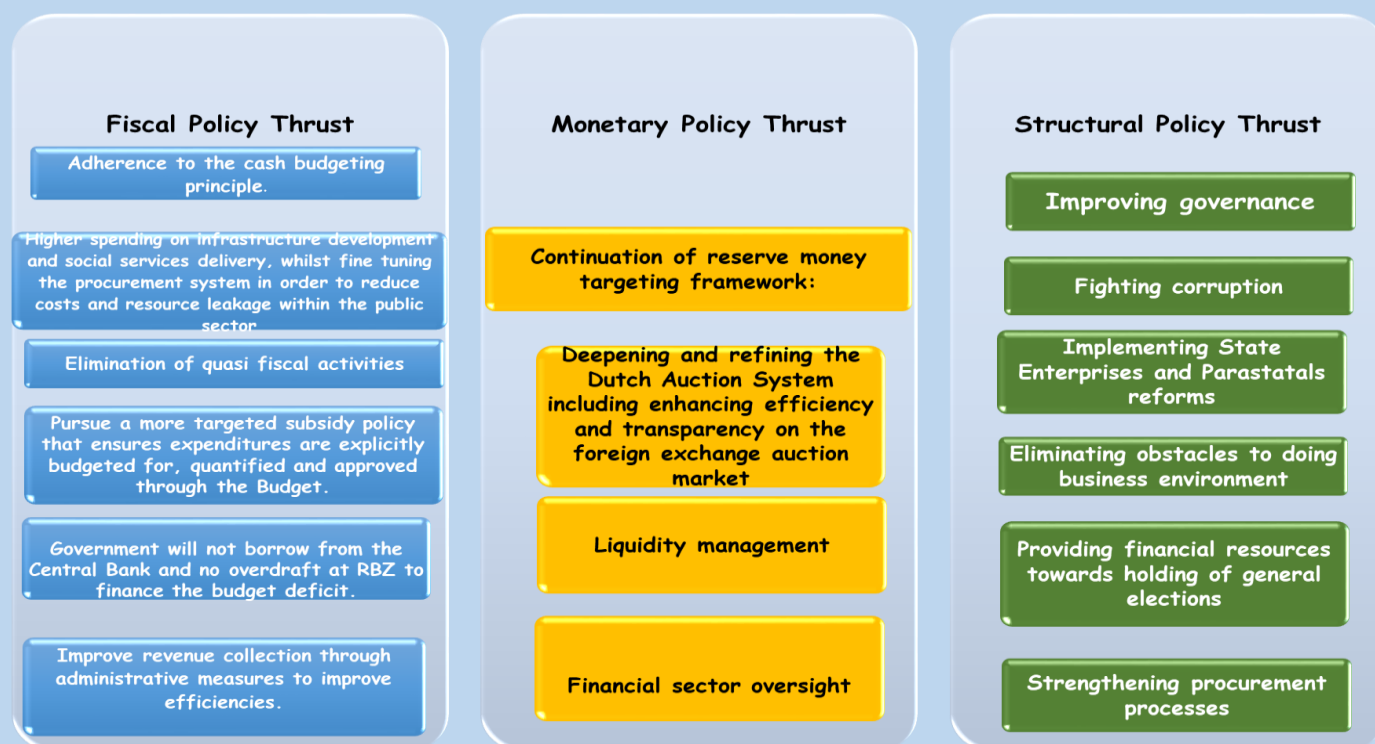 Fiscal Policy Thrust
Adherence to the cash budgeting
principle.
Higher spending on infrastructure development
and social services delivery, whilst fine tuning
the procurement system in order to reduce
costs and resource leakage within the public
sector
Elimination of quasi fiscal activities
Pursue a more targeted subsidy policy
that ensures expenditures are explicitly
budgeted for, quantified and approved
through the Budget.
Government will not borrow from the
Central Bank and no overdraft at RBZ to
finance the budget deficit.
Improve revenue collection through
administrative measures to improve
efficiencies.
Monetary Policy Thrust
Continuation of reserve money
targeting framework:
Deepening and refining the
Dutch Auction System
including enhancing efficiency
and transparency on the
foreign exchange auction
market
Liquidity management
Financial sector oversight
Structural Policy Thrust
Improving governance
Fighting corruption
Implementing State
Enterprises and Parastatals
reforms
Eliminating obstacles to doing
business environment
Providing financial resources
towards holding of general
elections
Strengthening procurement
processes